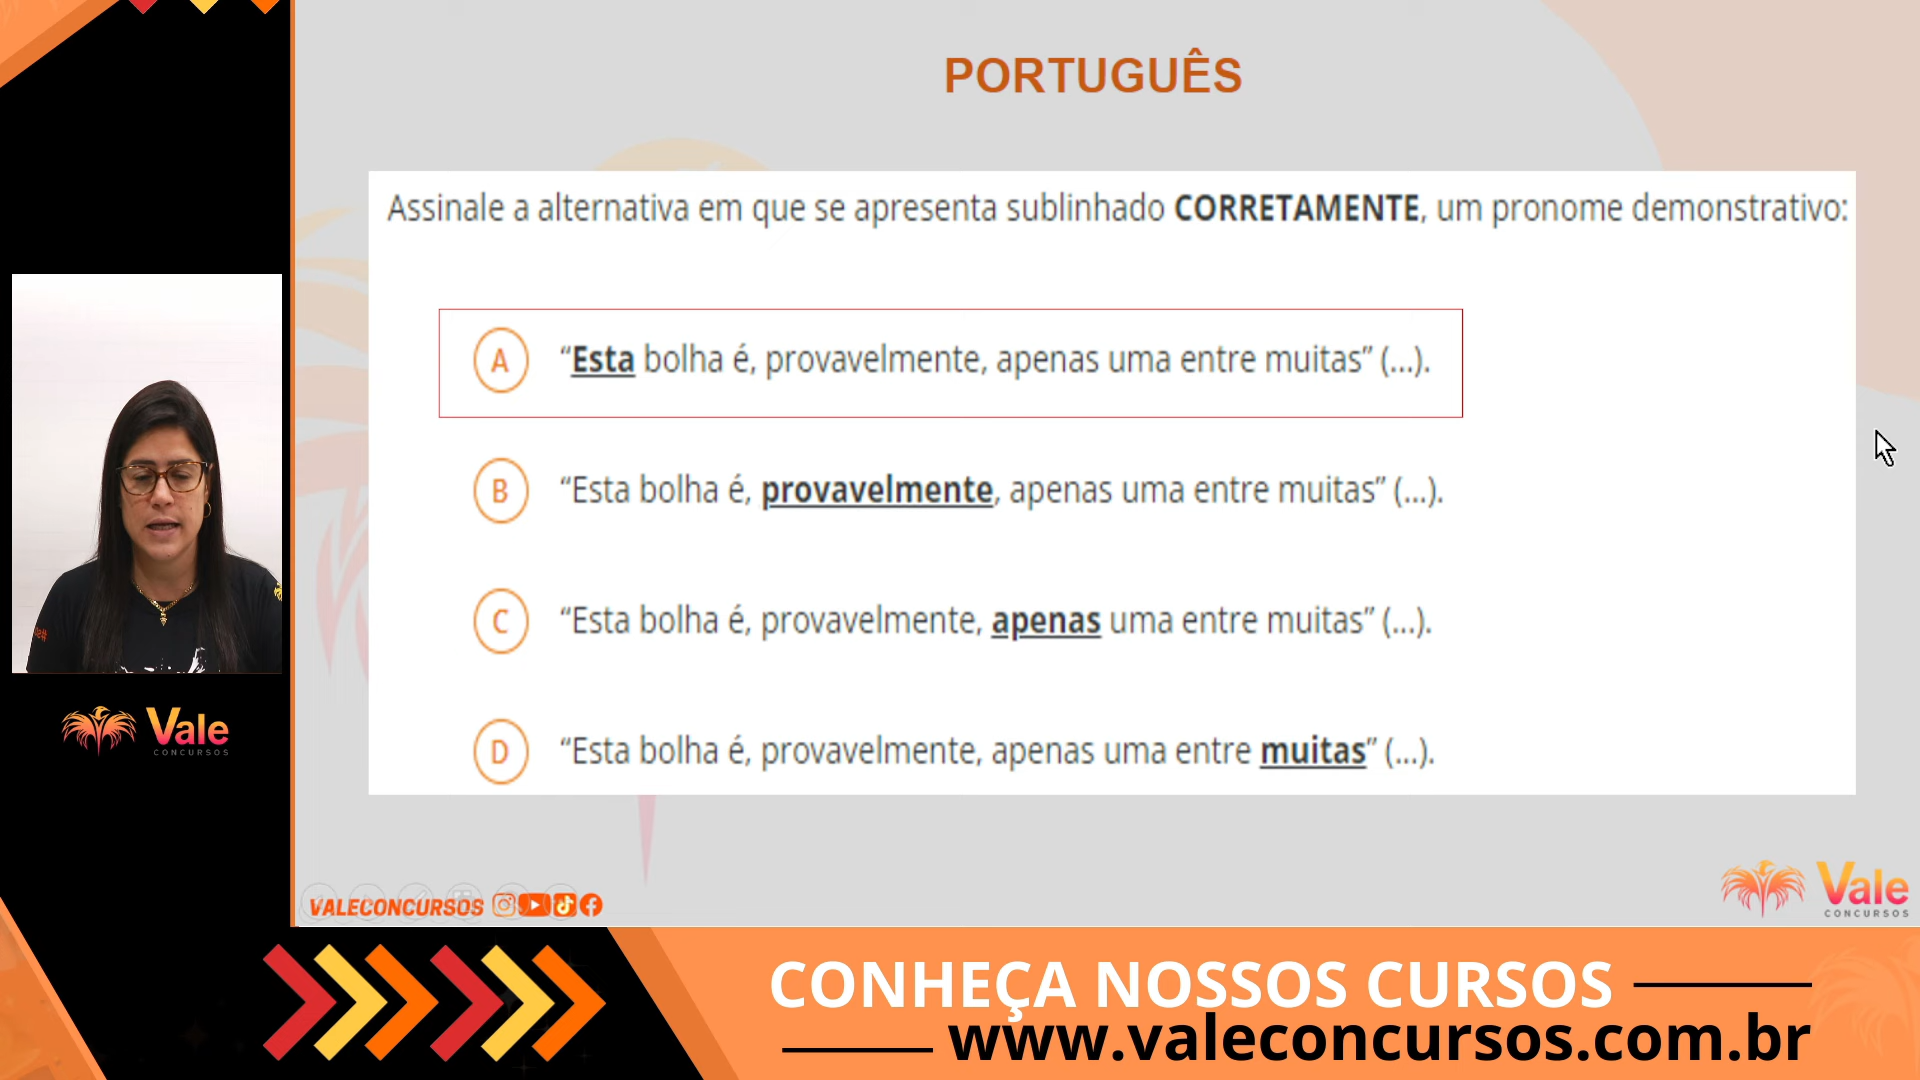 PORTUGUÊS
Assinale a alternativa em que se apresenta sublinhado CORRETAMENTE, um pronome demonstrativo:
A “Esta bolha é, provavelmente, apenas uma entre muitas” (...).
B “Esta bolha é, provavelmente, apenas uma entre muitas” (...).
C “Esta bolha é, provavelmente, apenas uma entre muitas” (...).
D “Esta bolha é, provavelmente, apenas uma entre muitas” (...).
Vale
CONCURSOS
VALECONCURSOS
Vale
CONCURSOS
CONHEÇA NOSSOS CURSOS
www.valeconcursos.com.br